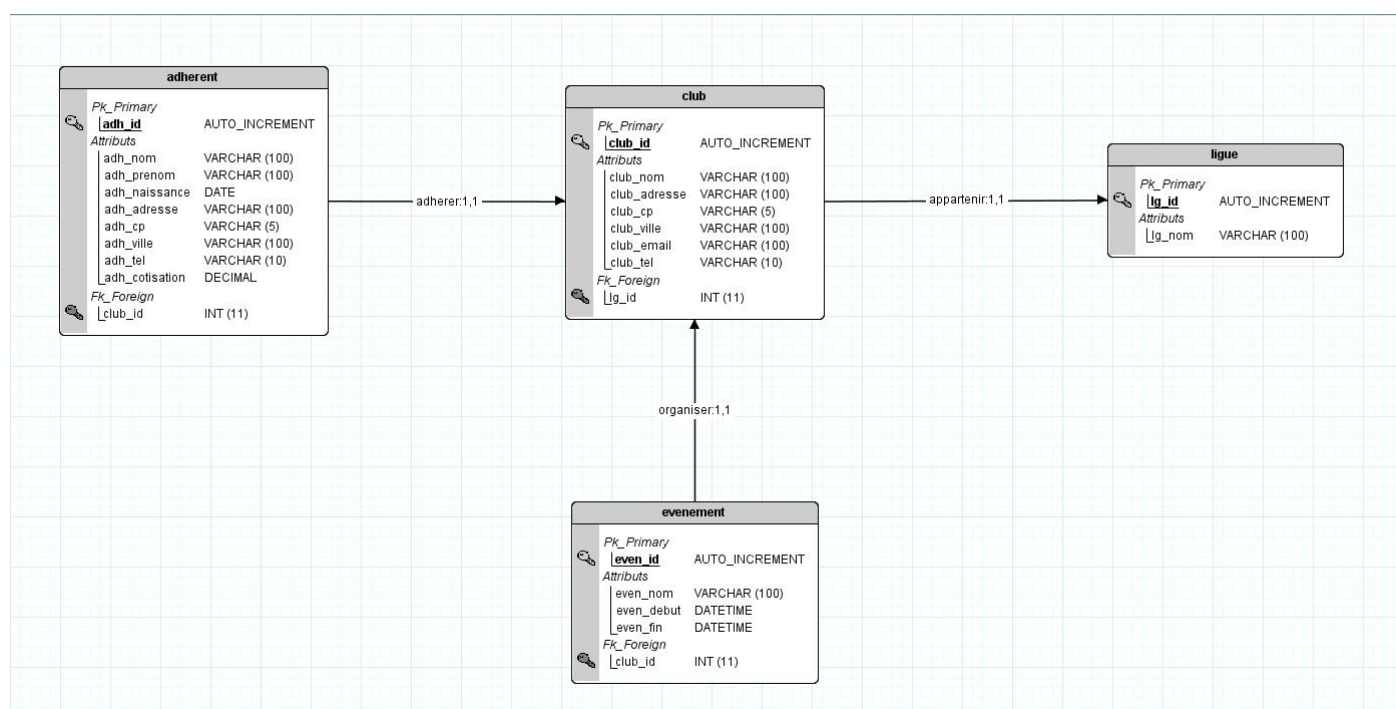 adherent
Pk_Primary
adh_id AUTO_INCREMENT
Attributs
adh_nom VARCHAR (100)
adh_prenom VARCHAR (100)
adh_naissance DATE
adh_adresse VARCHAR (100)
adh_cp VARCHAR (5)
adh_ville VARCHAR (100)
adh_tel VARCHAR (10)
adh_cotisation DECIMAL
Fk_Foreign
club_id INT (11)
adherer:1,1
club
Pk_Primary
club_id AUTO_INCREMENT
Attributs
club_nom VARCHAR (100)
club_adresse VARCHAR (100)
club_cp VARCHAR (5)
club_ville VARCHAR (100)
club_email VARCHAR (100)
club_tel VARCHAR (10)
Fk_Foreign
lg_id INT (11)
appartenir:1,1
ligue
Pk_Primary
lg_id AUTO_INCREMENT
Attributs
lg_nom VARCHAR (100)
organiser:1,1
evenement
Pk_Primary
even_id AUTO_INCREMENT
Attributs
even_nom VARCHAR (100)
even_debut DATETIME
even_fin DATETIME
Fk_Foreign
club_id INT (11)